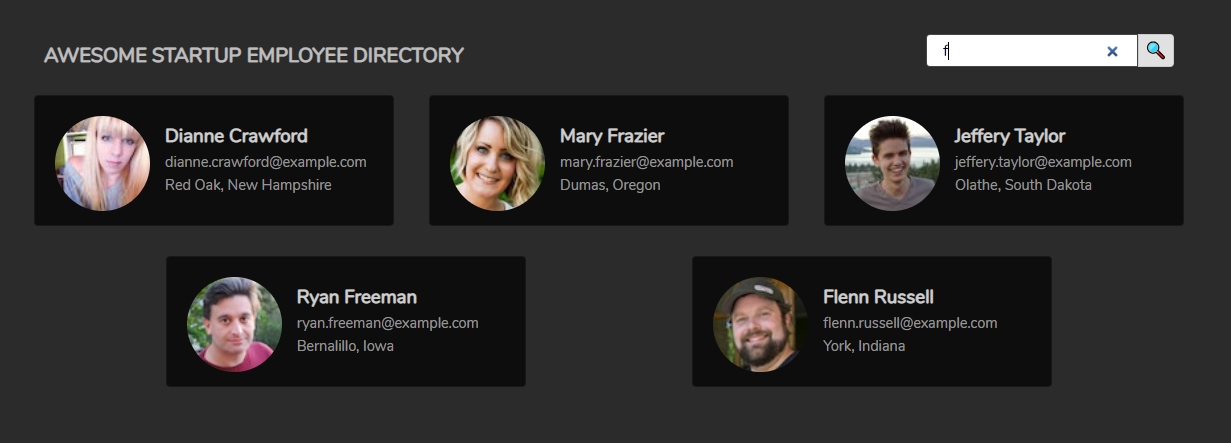 AWESOME STARTUP EMPLOYEE DIRECTORY
f
Dianne Crawford
dianne.crawford@example.com
Red Oak, New Hampshire
Mary Frazier
mary.frazier@example.com
Dumas, Oregon
Jeffery Taylor
jeffery.taylor@example.com
Olathe, South Dakota
Ryan Freeman
ryan.freeman@example.com
Bernalillo, Iowa
Flenn Russell
flenn.russell@example.com
York, Indiana